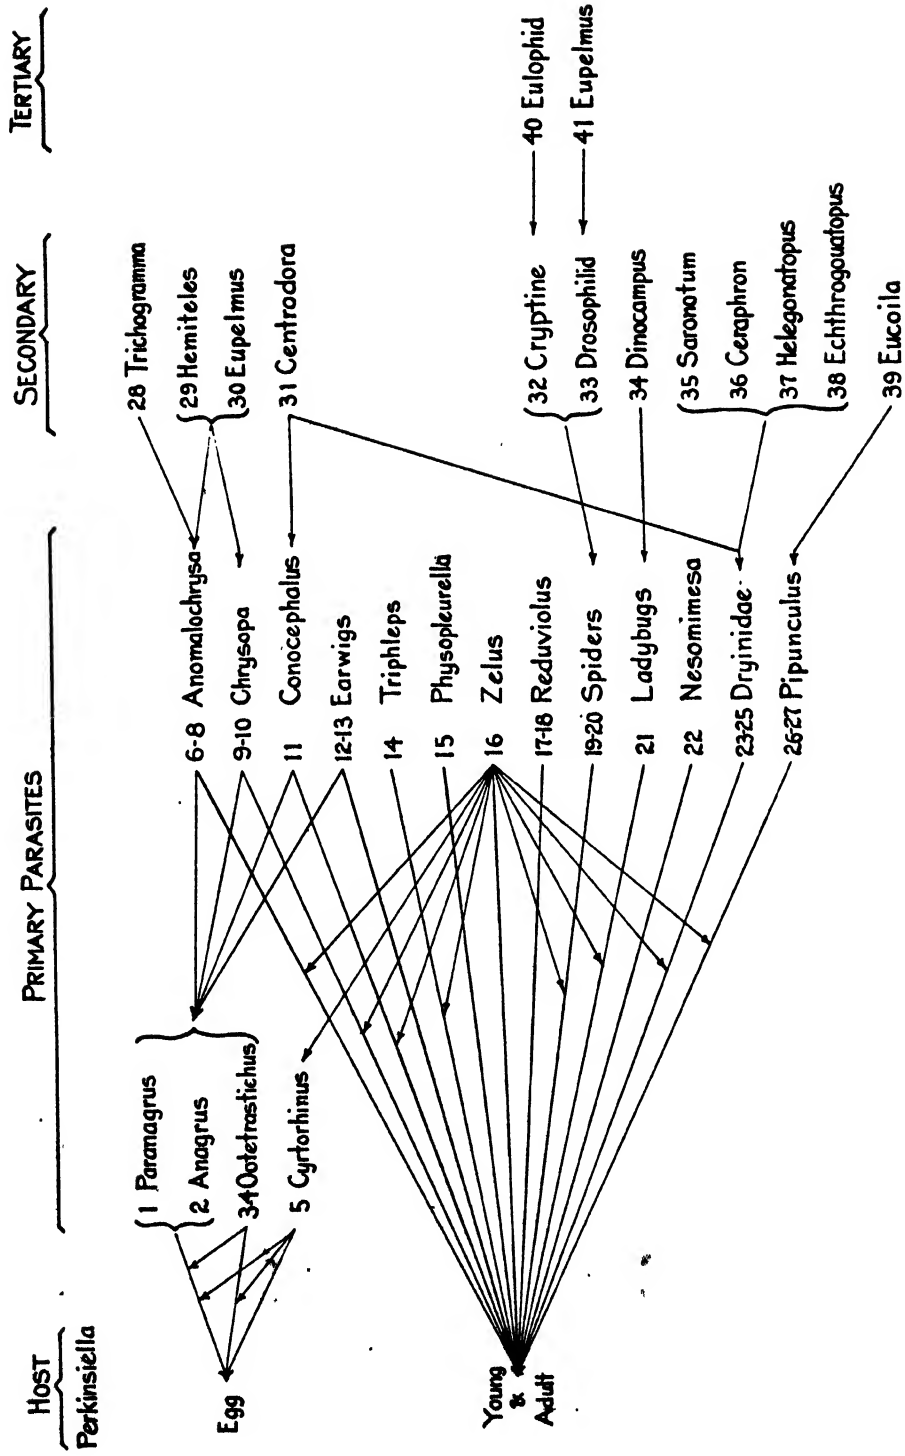 HOST
Perkinsiella
PRIMARY PARASITES
SECONDARY
TERTIARY
Egg
Young
&
Adult
1 Paranagrus
2 Anagrus
3-4 Ootetrastichus
5 Cyrtorhinus
6-8 Anomalochrysa
9-10 Chrysopa
11 Conocephalus
12-13 Earwigs
14 Triphleps
15 Physopleurella
16 Zelus
17-18 Reduviolus
19-20 Spiders
21 Ladybugs
22 Nesomimesa
23-25 Dryinidae
26-27 Pipunculus
28 Trichogramma
29 Hemiteles
30 Eupelmus
31 Centrodora
32 Cryptine
33 Drosophilid
34 Dinocampus
35 Saronotum
36 Ceraphron
37 Helegonatopus
38 Echthrogouatopus
39 Eucoila
40 Eulophid
41 Eupelmus